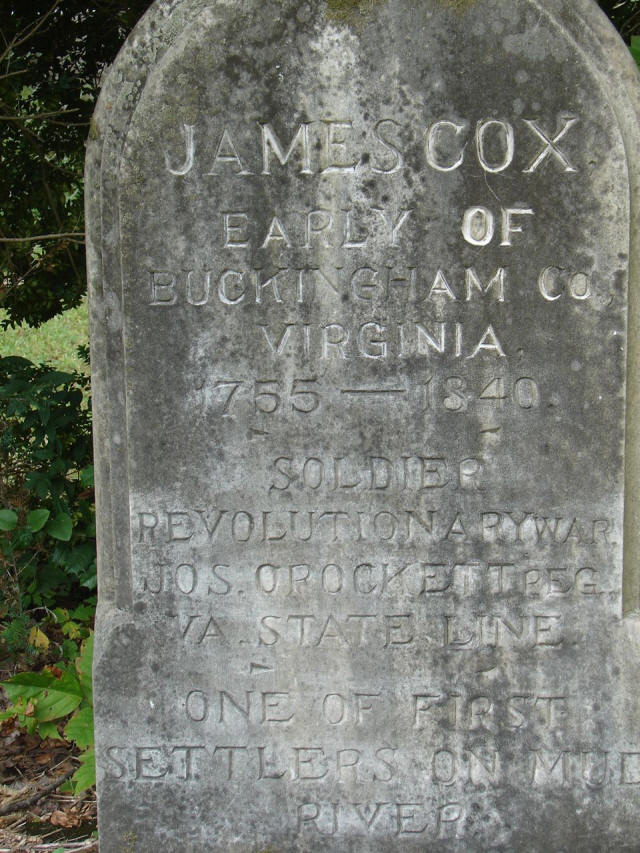 JAMES COX.
EARLY OF
BUCKINGHAM CO,
VIRGINIA,
1755 — 1840.
SOLDIER
REVOLUTIONARY WAR
JOS. CROCKETT REG.
VA. STATE LINE.
ONE OF FIRST
SETTLERS ON MUD
RIVER